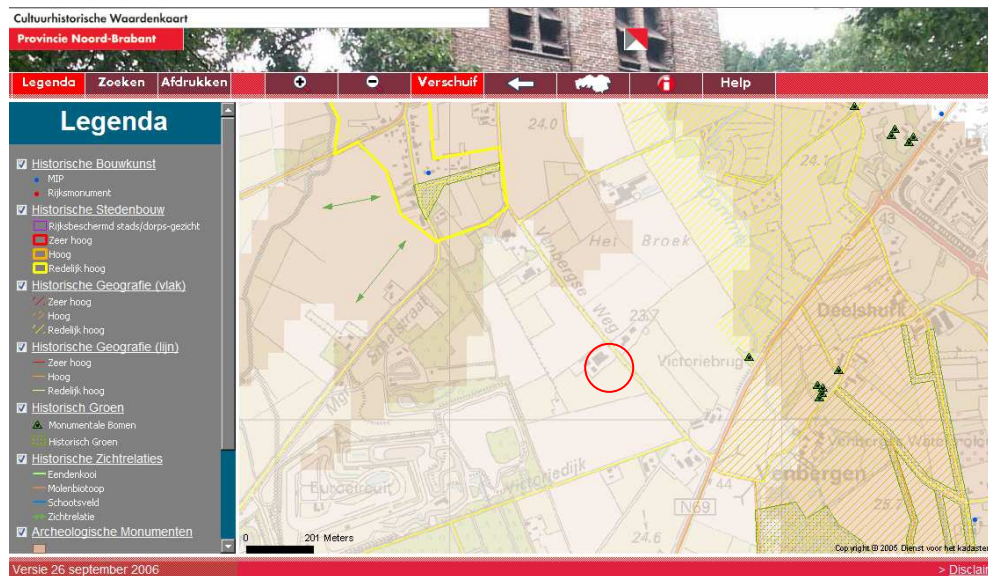 Cultuurhistorische Waardenkaart
Provincie Noord-Brabant
Legenda Zoeken Afdrukken Verschuif Help
Legenda
Historische Bouwkunst
MIP
Rijksmonument
Historische Stedenbouw
Rijksbeschermd stads/dorps-gezicht
Zeer hoog
Hoog
Redelijk hoog
Historische Geografie (vlak)
Zeer hoog
Hoog
Redelijk hoog
Historische Geografie (lijn)
Zeer hoog
Hoog
Redelijk hoog
Historisch Groen
Monumentale Bomen
Historisch Groen
Historische Zichtrelaties
Eendenkooi
Molenbiotoop
Schootsveld
Zichtrelatie
Archeologische Monumenten
24.0
24.1
43
Het Broek
Venbergse Weg
23.7
Deelshurk
Victoriebrug
Venbergen
Eurocircuit
Victoriedijk
44
N69
24.6
25.7
0 201 Meters
Copyright © 2005 Dienst voor het kadaster
Versie 26 september 2006
> Disclaim